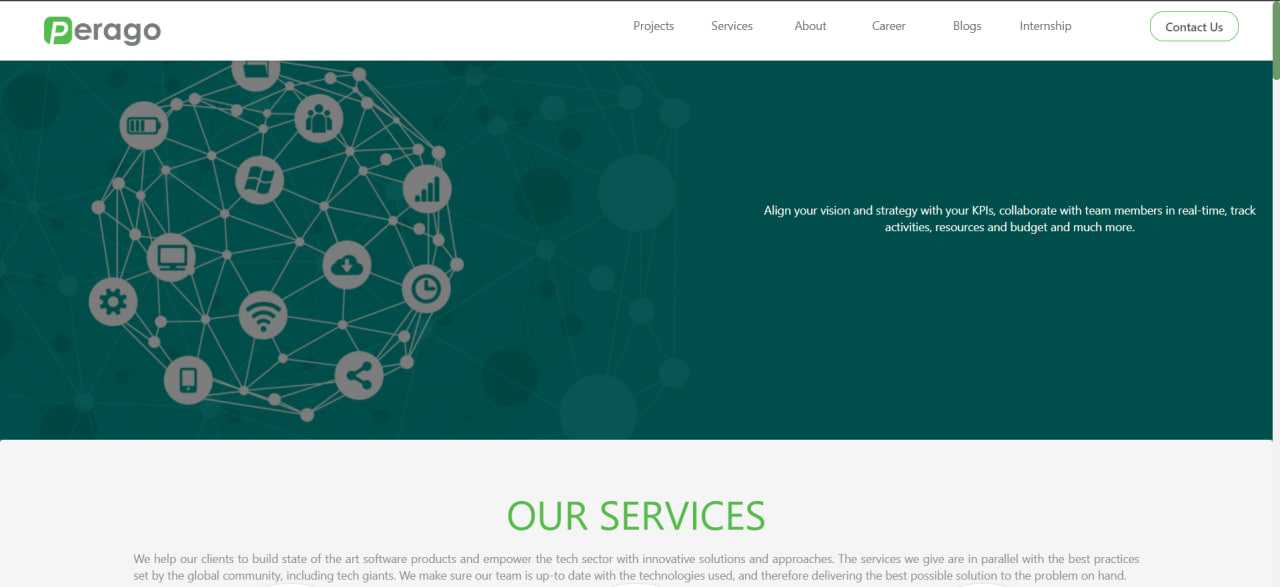 Perago
Projects
Services
About
Career
Blogs
Internship
Contact Us
Align your vision and strategy with your KPIs, collaborate with team members in real-time, track
activities, resources and budget and much more.
OUR SERVICES
We help our clients to build state of the art software products and empower the tech sector with innovative solutions and approaches. The services we give are in parallel with the best practices
set by the global community, including tech giants. We make sure our team is up-to date with the technologies used, and therefore delivering the best possible solution to the problem on hand.